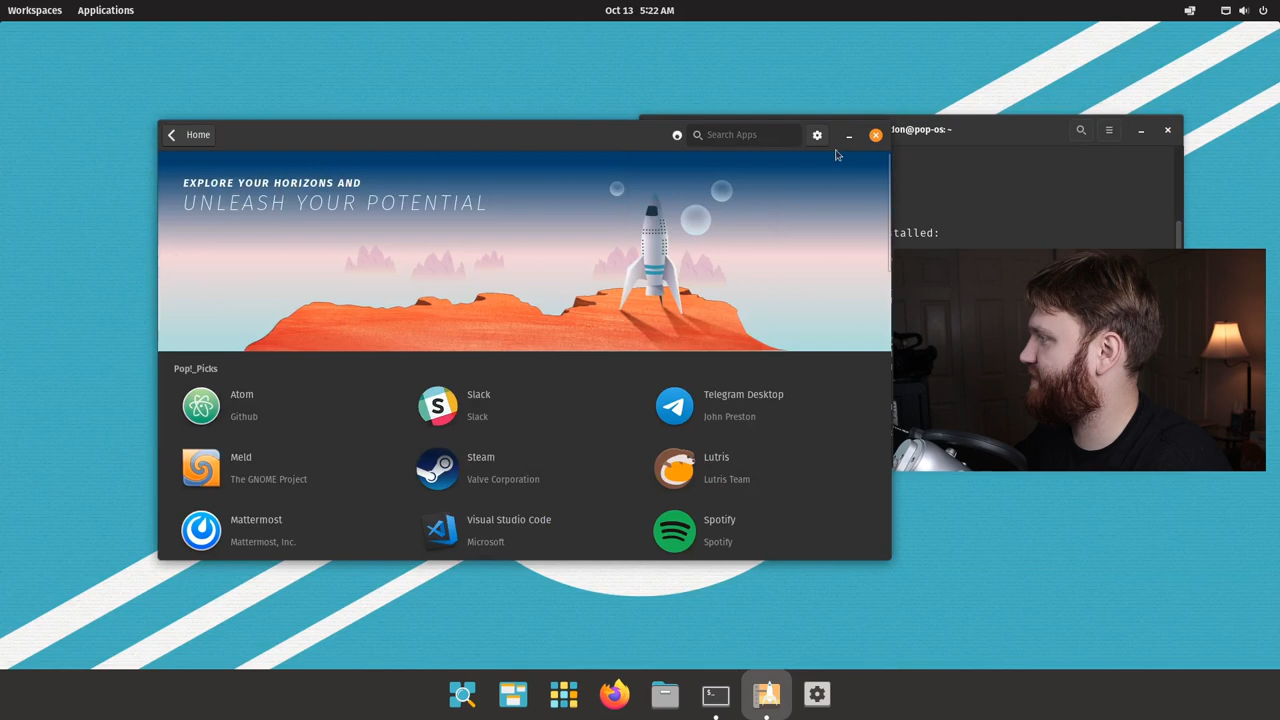 Workspaces
Applications
Oct 13 5:22 AM
Home
Search Apps
don@pop-os: ~
EXPLORE YOUR HORIZONS AND
UNLEASH YOUR POTENTIAL
talled:
Pop!_Picks
Atom
Github
Slack
Slack
Telegram Desktop
John Preston
Meld
The GNOME Project
Steam
Valve Corporation
Lutris
Lutris Team
Mattermost
Mattermost, Inc.
Visual Studio Code
Microsoft
Spotify
Spotify